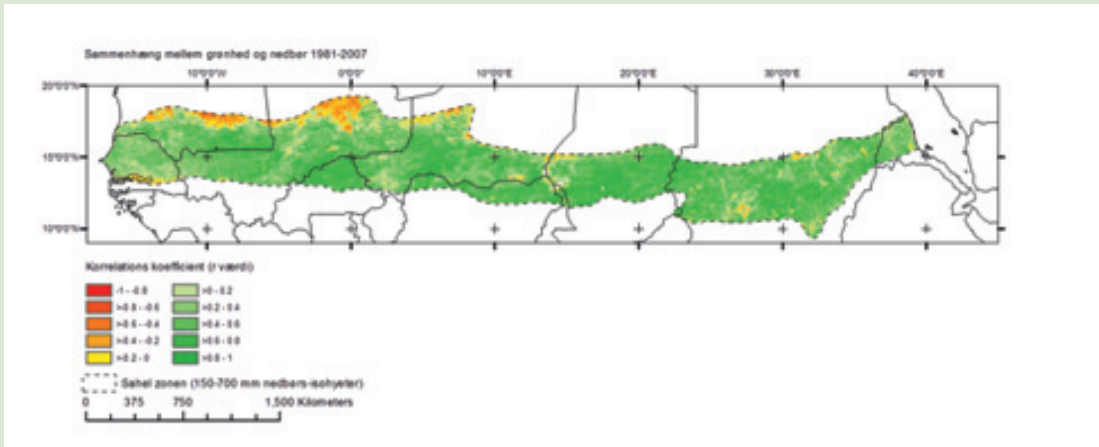 Sammenhæng mellem grønhed og nedbør 1981-2007
10°0'0"W 0°0'0" 10°0'0"E 20°0'0"E 30°0'0"E 40°0'0"E
20°0'0"N
15°0'0"N
10°0'0"N
Korrelations koefficient (r værdi)
-1 - -0.8 >0 - 0.2
>-0.8 - -0.6 >0.2 - 0.4
>-0.6 - -0.4 >0.4 - 0.6
>-0.4 - -0.2 >0.6 - 0.8
>-0.2 - 0 >0.8 - 1
Sahel zonen (150-700 mm nedbørs-isohyeter)
0 375 750 1,500 Kilometers